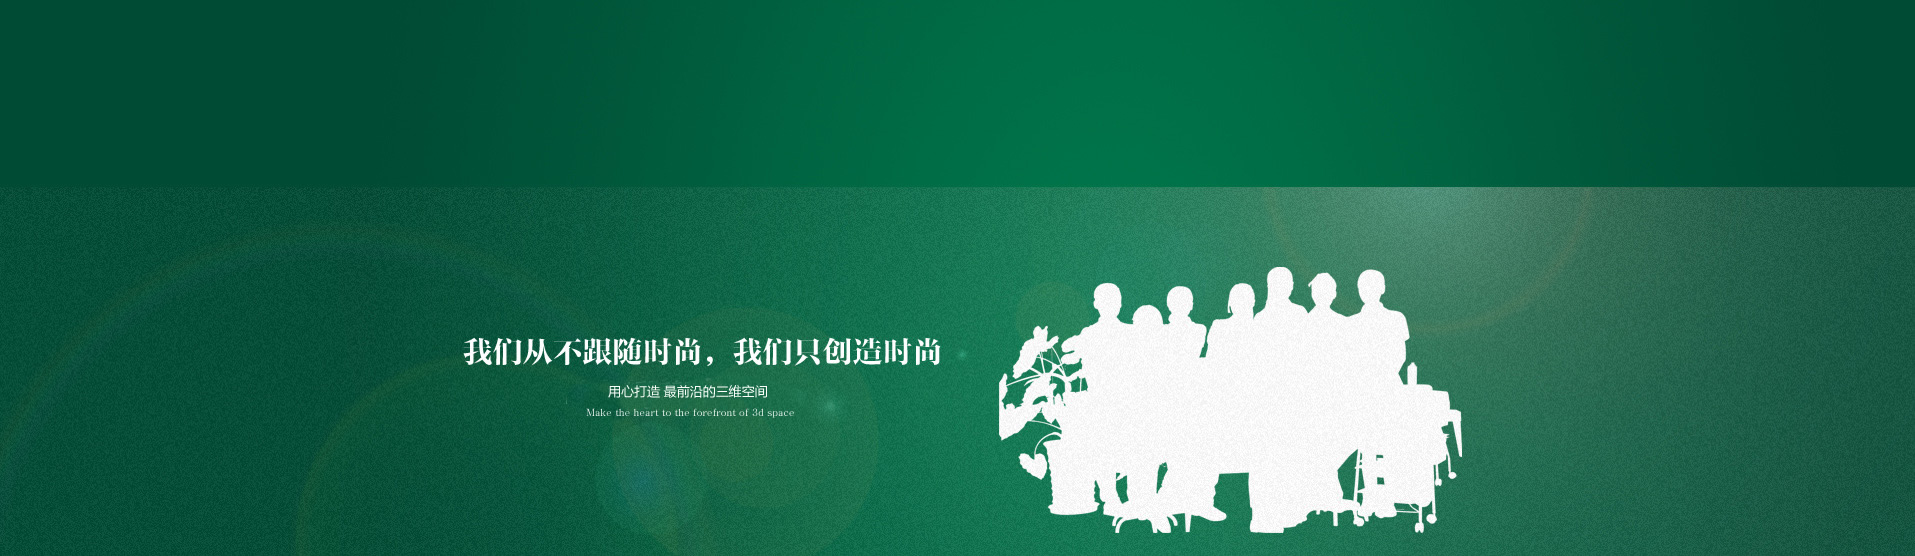 我们从不跟随时尚，我们只创造时尚
用心打造 最前沿的三维空间
Make the heart to the forefront of 3d space